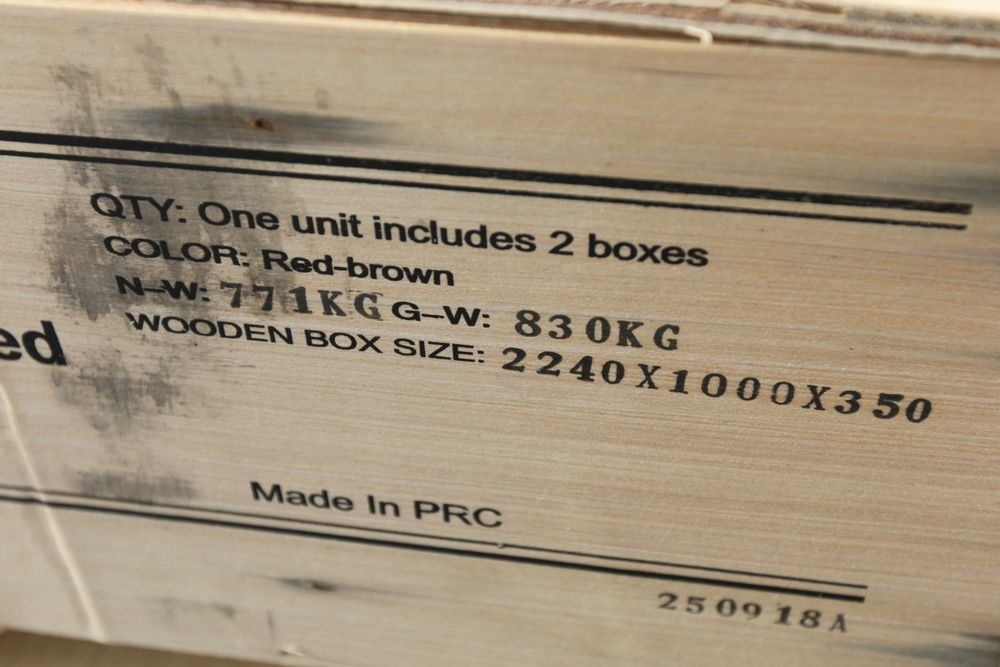 QTY: One unit includes 2 boxes
COLOR: Red-brown
N-W: 771KG G-W: 830KG
WOODEN BOX SIZE: 2240X1000X350
ed
Made In PRC
250918A